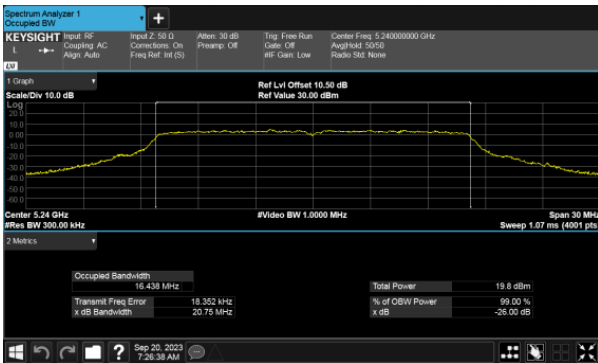 Spectrum Analyzer 1
Occupied BW
KEYSIGHT
L
Input: RF
Coupling: AC
Align: Auto
Input Z: 50 Ω
Corrections: On
Freq Ref: Int (S)
Atten: 30 dB
Preamp: Off
Trig: Free Run
Gate: Off
#IF Gain: Low
Center Freq: 5.240000000 GHz
Avg|Hold: 50/50
Radio Std: None
1 Graph
Scale/Div 10.0 dB
Ref Lvl Offset 10.50 dB
Ref Value 30.00 dBm
Log
20.0
10.0
0.00
-10.0
-20.0
-30.0
-40.0
-50.0
-60.0
Center 5.24 GHz
#Video BW 1.0000 MHz
Span 30 MHz
#Res BW 300.00 kHz
Sweep 1.07 ms (4001 pts
2 Metrics
Occupied Bandwidth
16.438 MHz
Total Power 19.8 dBm
Transmit Freq Error 18.352 kHz
% of OBW Power 99.00 %
x dB Bandwidth 20.75 MHz
x dB -26.00 dB
?
Sep 20, 2023
7:26:38 AM